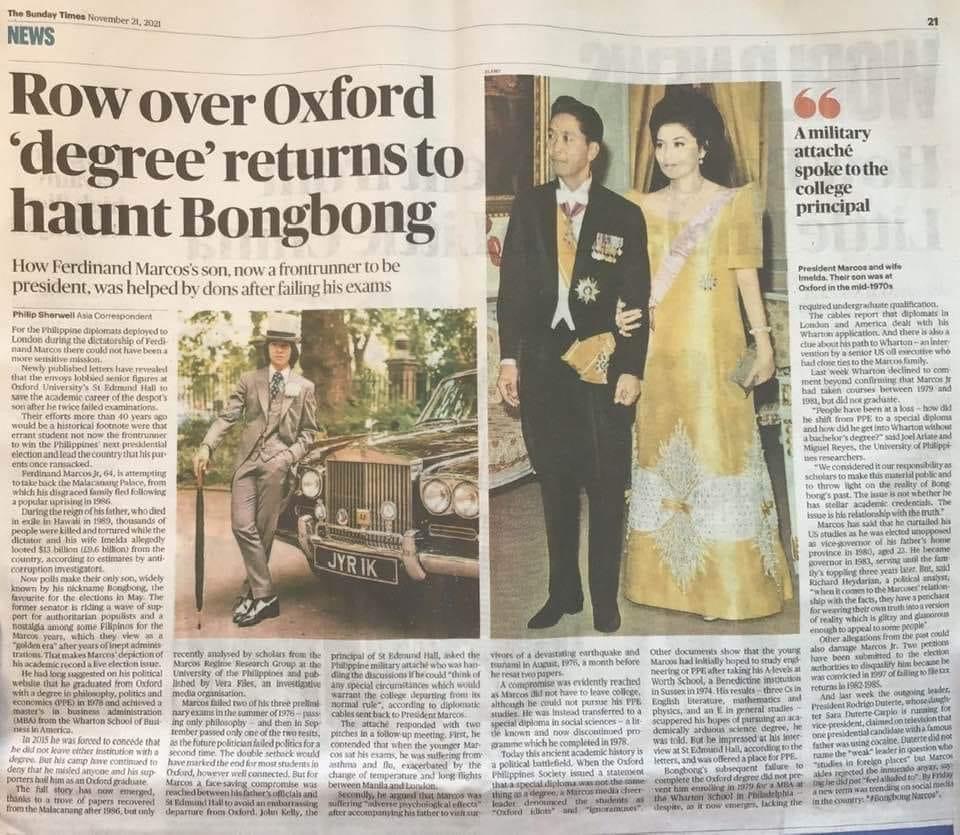 The Sunday Times November 21, 2021
21
NEWS
Row over Oxford
‘degree’ returns to
haunt Bongbong
How Ferdinand Marcos's son, now a frontrunner to be
president, was helped by dons after failing his exams
Philip Sherwell Asia Correspondent
For the Philippine diplomats deployed to
London during the dictatorship of Ferdi-
nand Marcos there could not have been a
more sensitive mission.
Newly published letters have revealed
that the envoys lobbied senior figures at
Oxford University's St Edmund Hall to
save the academic career of the despot's
son after he twice failed examinations.
Their efforts more than 40 years ago
would be a historical footnote were that
errant student not now the frontrunner
to win the Philippines' next presidential
election and lead the country that his par-
ents once ransacked.
Ferdinand Marcos Jr, 64, is attempting
to take back the Malacanang Palace, from
which his disgraced family fled following
a popular uprising in 1986.
During the reign of his father, who died
in exile in Hawaii in 1989, thousands of
people were killed and tortured while the
dictator and his wife Imelda allegedly
looted $13 billion (£9.6 billion) from the
country, according to estimates by anti-
corruption investigators.
Now polls make their only son, widely
known by his nickname Bongbong, the
favourite for the elections in May. The
former senator is riding a wave of sup-
port for authoritarian populists and a
nostalgia among some Filipinos for the
Marcos years, which they view as a
“golden era” after years of inept adminis-
trations. That makes Marcos' depiction of
his academic record a live election issue.
He had long suggested on his political
website that he graduated from Oxford
with a degree in philosophy, politics and
economics (PPE) in 1978 and achieved a
master's in business administration
(MBA) from the Wharton School of Busi-
ness in America.
In 2015 he was forced to concede that
he did not leave either institution with a
degree. But his camp have continued to
deny that he misled anyone and his sup-
porters hail him as an Oxford graduate.
The full story has now emerged,
thanks to a trove of papers recovered
from the Malacanang after 1986, but only
JYR 1K
recently analysed by scholars from the
Marcos Regime Research Group at the
University of the Philippines and pub-
lished by Vera Files, an investigative
media organisation.
Marcos failed two of his three prelimi-
nary exams in the summer of 1976 – pass-
ing only philosophy – and then in Sep-
tember passed only one of the two resits,
as the future politician failed politics for a
second time. The double setback would
have marked the end for most students in
Oxford, however well connected. But for
Marcos a face-saving compromise was
reached between his father's officials and
St Edmund Hall to avoid an embarrassing
departure from Oxford. John Kelly, the
principal of St Edmund Hall, asked the
Philippine military attaché who was han-
dling the discussions if he could “think of
any special circumstances which would
warrant the college departing from its
normal rule”, according to diplomatic
cables sent back to President Marcos.
The attaché responded with two
pitches in a follow-up meeting. First, he
contended that when the younger Mar-
cos sat his exams, he was suffering from
asthma and flu, exacerbated by the
change of temperature and long flights
between Manila and London.
Secondly, he argued that Marcos was
suffering “adverse psychological effects”
after accompanying his father to visit sur-
vivors of a devastating earthquake and
tsunami in August, 1976, a month before
he resat two papers.
A compromise was evidently reached
as Marcos did not have to leave college,
although he could not pursue his PPE
studies. He was instead transferred to a
special diploma in social sciences – a lit-
tle known and now discontinued pro-
gramme which he completed in 1978.
Today this ancient academic history is
a political battlefield. When the Oxford
Philippines Society issued a statement
that a special diploma was not the same
thing as a degree, a Marcos media cheer-
leader denounced the students as
“Oxford idiots” and “ignoramuses”.
Other documents show that the young
Marcos had initially hoped to study engi-
neering or PPE after taking his A-levels at
Worth School, a Benedictine institution
in Sussex in 1974. His results – three Cs in
English literature, mathematics and
physics, and an E in general studies –
scuppered his hopes of pursuing an aca-
demically arduous science degree, he
was told. But he impressed at his inter-
view at St Edmund Hall, according to the
letters, and was offered a place for PPE.
Bongbong's subsequent failure to
complete the Oxford degree did not pre-
vent him enrolling in 1979 for a MBA at
the Wharton School in Philadelphia –
despite, as it now emerges, lacking the
ALAMY
“
A military
attaché
spoke to the
college
principal
President Marcos and wife
Imelda. Their son was at
Oxford in the mid-1970s
required undergraduate qualification.
The cables report that diplomats in
London and America dealt with his
Wharton application. And there is also a
clue about his path to Wharton – an inter-
vention by a senior US oil executive who
had close ties to the Marcos family.
Last week Wharton declined to com-
ment beyond confirming that Marcos Jr
had taken courses between 1979 and
1981, but did not graduate.
“People have been at a loss – how did
he shift from PPE to a special diploma
and how did he get into Wharton without
a bachelor's degree?” said Joel Ariate and
Miguel Reyes, the University of Philippi-
nes researchers.
“We considered it our responsibility as
scholars to make this material public and
to throw light on the reality of Bong-
bong's past. The issue is not whether he
has stellar academic credentials. The
issue is his relationship with the truth.”
Marcos has said that he curtailed his
US studies as he was elected unopposed
as vice-governor of his father's home
province in 1980, aged 23. He became
governor in 1983, serving until the fam-
ily's toppling three years later. But, said
Richard Heydarian, a political analyst,
“when it comes to the Marcoses' relation-
ship with the facts, they have a penchant
for weaving their own truth into a version
of reality which is glitzy and glamorous
enough to appeal to some people”.
Other allegations from the past could
also damage Marcos Jr. Two petitions
have been submitted to the election
authorities to disqualify him because he
was convicted in 1997 of failing to file tax
returns in 1982-1985.
And last week the outgoing leader,
President Rodrigo Duterte, whose daugh-
ter Sara Duterte-Carpio is running for
vice-president, claimed on television that
one presidential candidate with a famous
father was using cocaine. Duterte did not
name the “weak” leader in question who
“studies in foreign places” but Marcos'
aides rejected the innuendo anyway, say-
ing he did not “feel alluded to”. By Friday
a new term was trending on social media
in the country. “#Bongbong Narcos”.